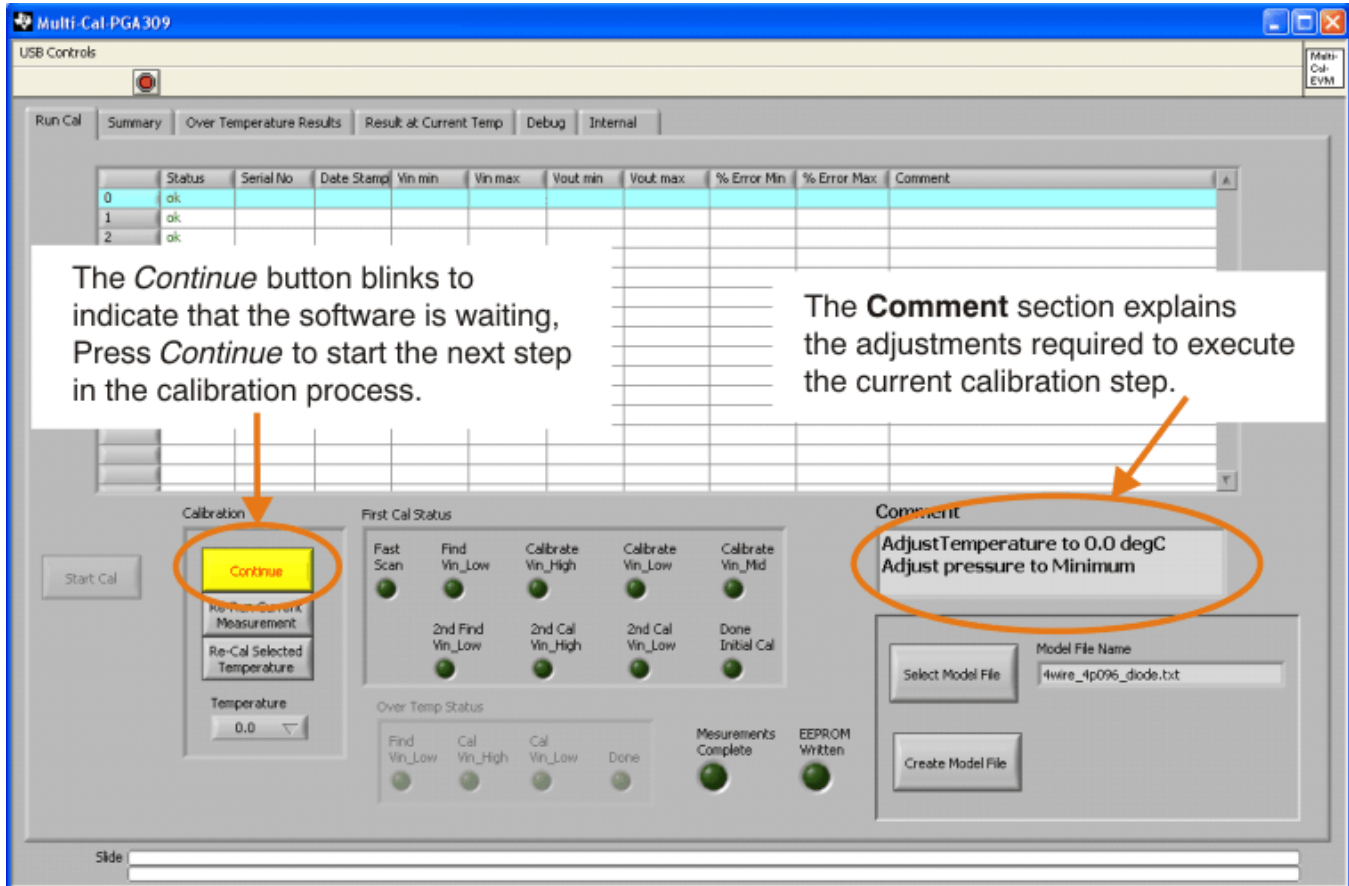 Multi-Cal-PGA309
USB Controls
Multi-
Cal-
EVM
Run Cal Summary Over Temperature Results Result at Current Temp Debug Internal
Status Serial No Date Stamp Vin min Vin max Vout min Vout max % Error Min % Error Max Comment
0 ok
1 ok
2 ok
The Continue button blinks to
indicate that the software is waiting,
Press Continue to start the next step
in the calibration process.
The Comment section explains
the adjustments required to execute
the current calibration step.
Calibration
Start Cal
Continue
Re-Run Current
Measurement
Re-Cal Selected
Temperature
Temperature
0.0
First Cal Status
Fast Find Calibrate Calibrate Calibrate
Scan Vin_Low Vin_High Vin_Low Vin_Mid
2nd Find 2nd Cal 2nd Cal Done
Vin_Low Vin_High Vin_Low Initial Cal
Over Temp Status
Find Cal Cal
Vin_Low Vin_High Vin_Low Done
Mesurements EEPROM
Complete Written
Comment
AdjustTemperature to 0.0 degC
Adjust pressure to Minimum
Select Model File
Model File Name
4wire_4p096_diode.txt
Create Model File
Slide